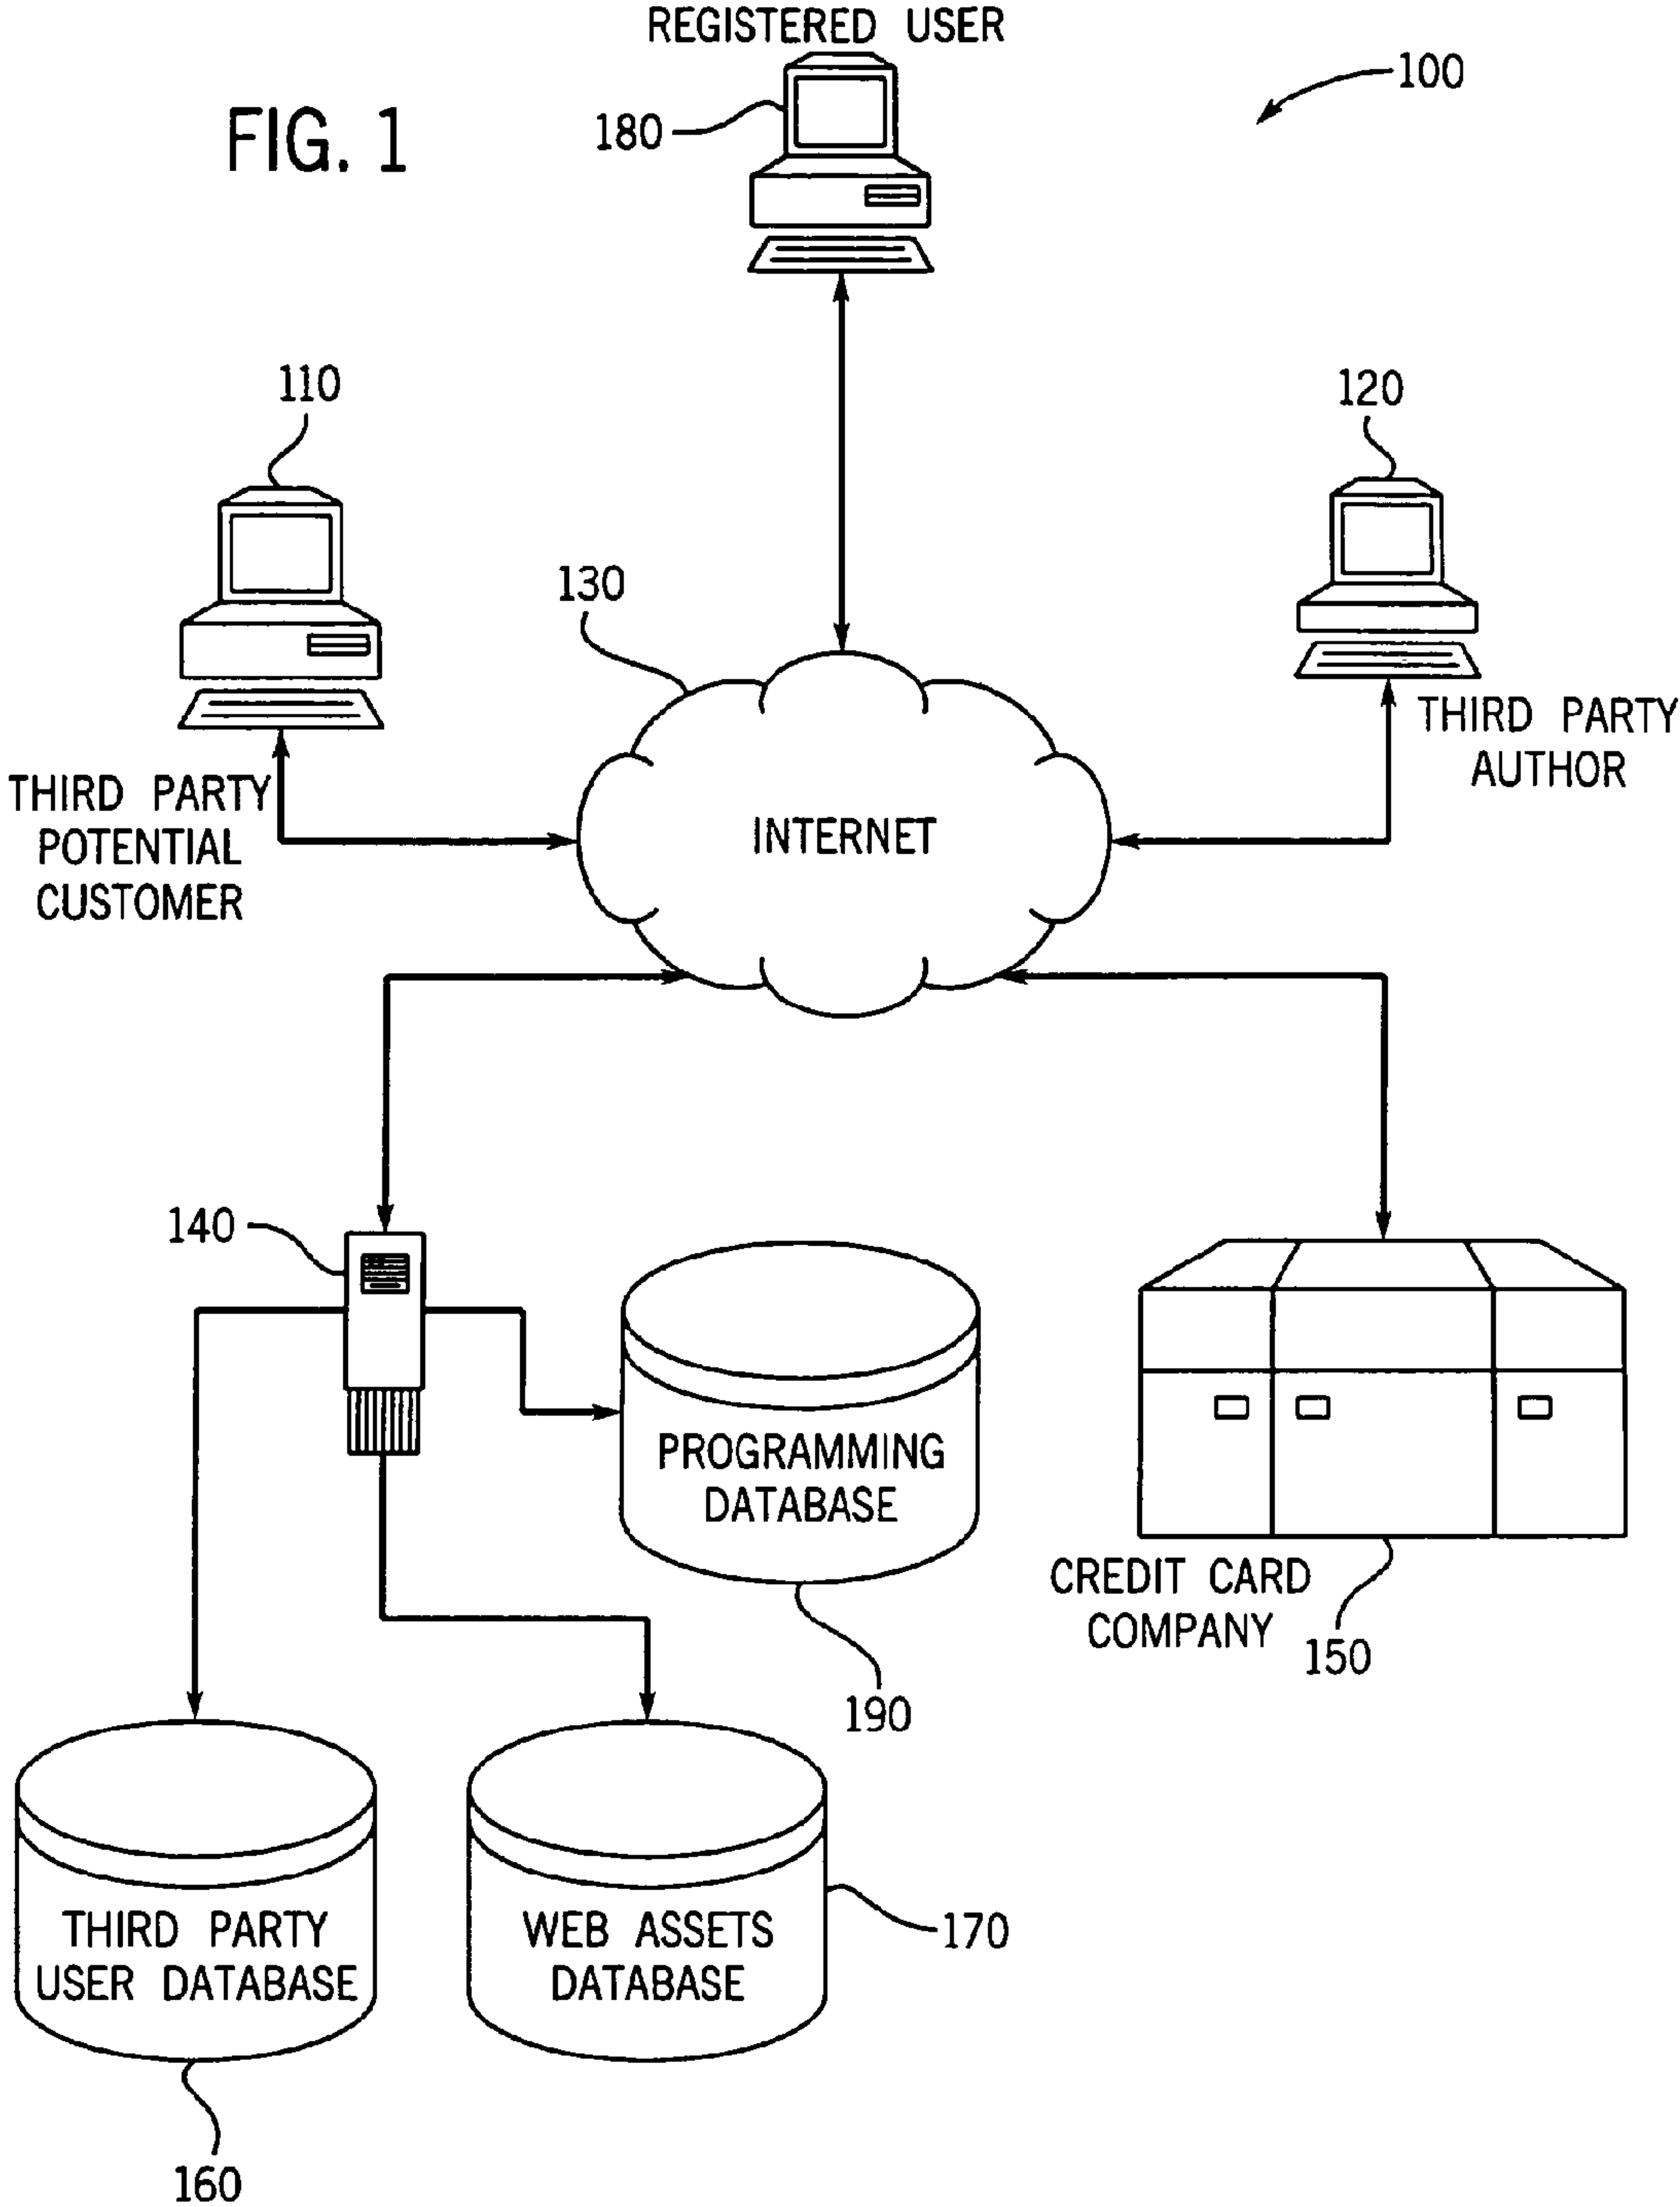 REGISTERED USER
100
FIG. 1
180
110
120
130
THIRD PARTY
AUTHOR
THIRD PARTY
POTENTIAL
CUSTOMER
INTERNET
140
PROGRAMMING
DATABASE
CREDIT CARD
COMPANY
150
190
THIRD PARTY
USER DATABASE
WEB ASSETS
DATABASE
170
160